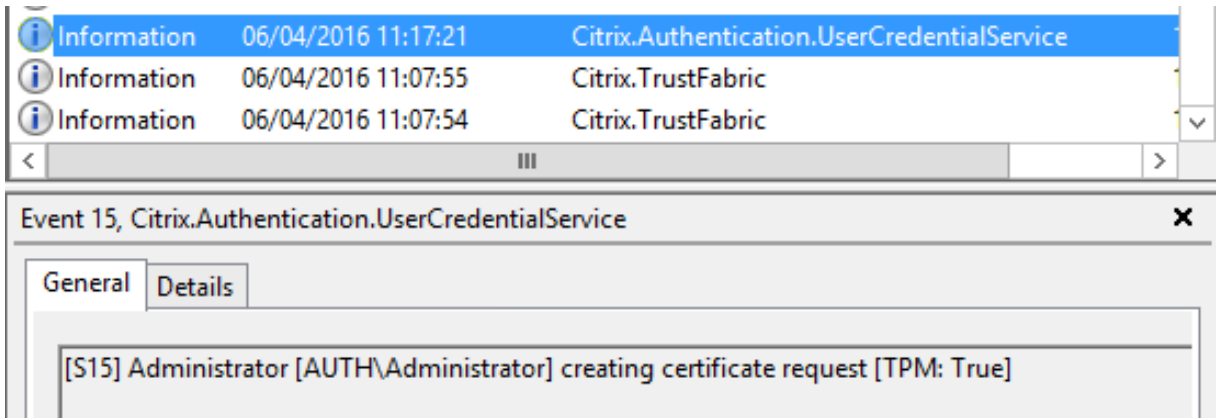 Information 06/04/2016 11:17:21 Citrix.Authentication.UserCredentialService
Information 06/04/2016 11:07:55 Citrix.TrustFabric
Information 06/04/2016 11:07:54 Citrix.TrustFabric
Event 15, Citrix.Authentication.UserCredentialService
General Details
[S15] Administrator [AUTH\Administrator] creating certificate request [TPM: True]